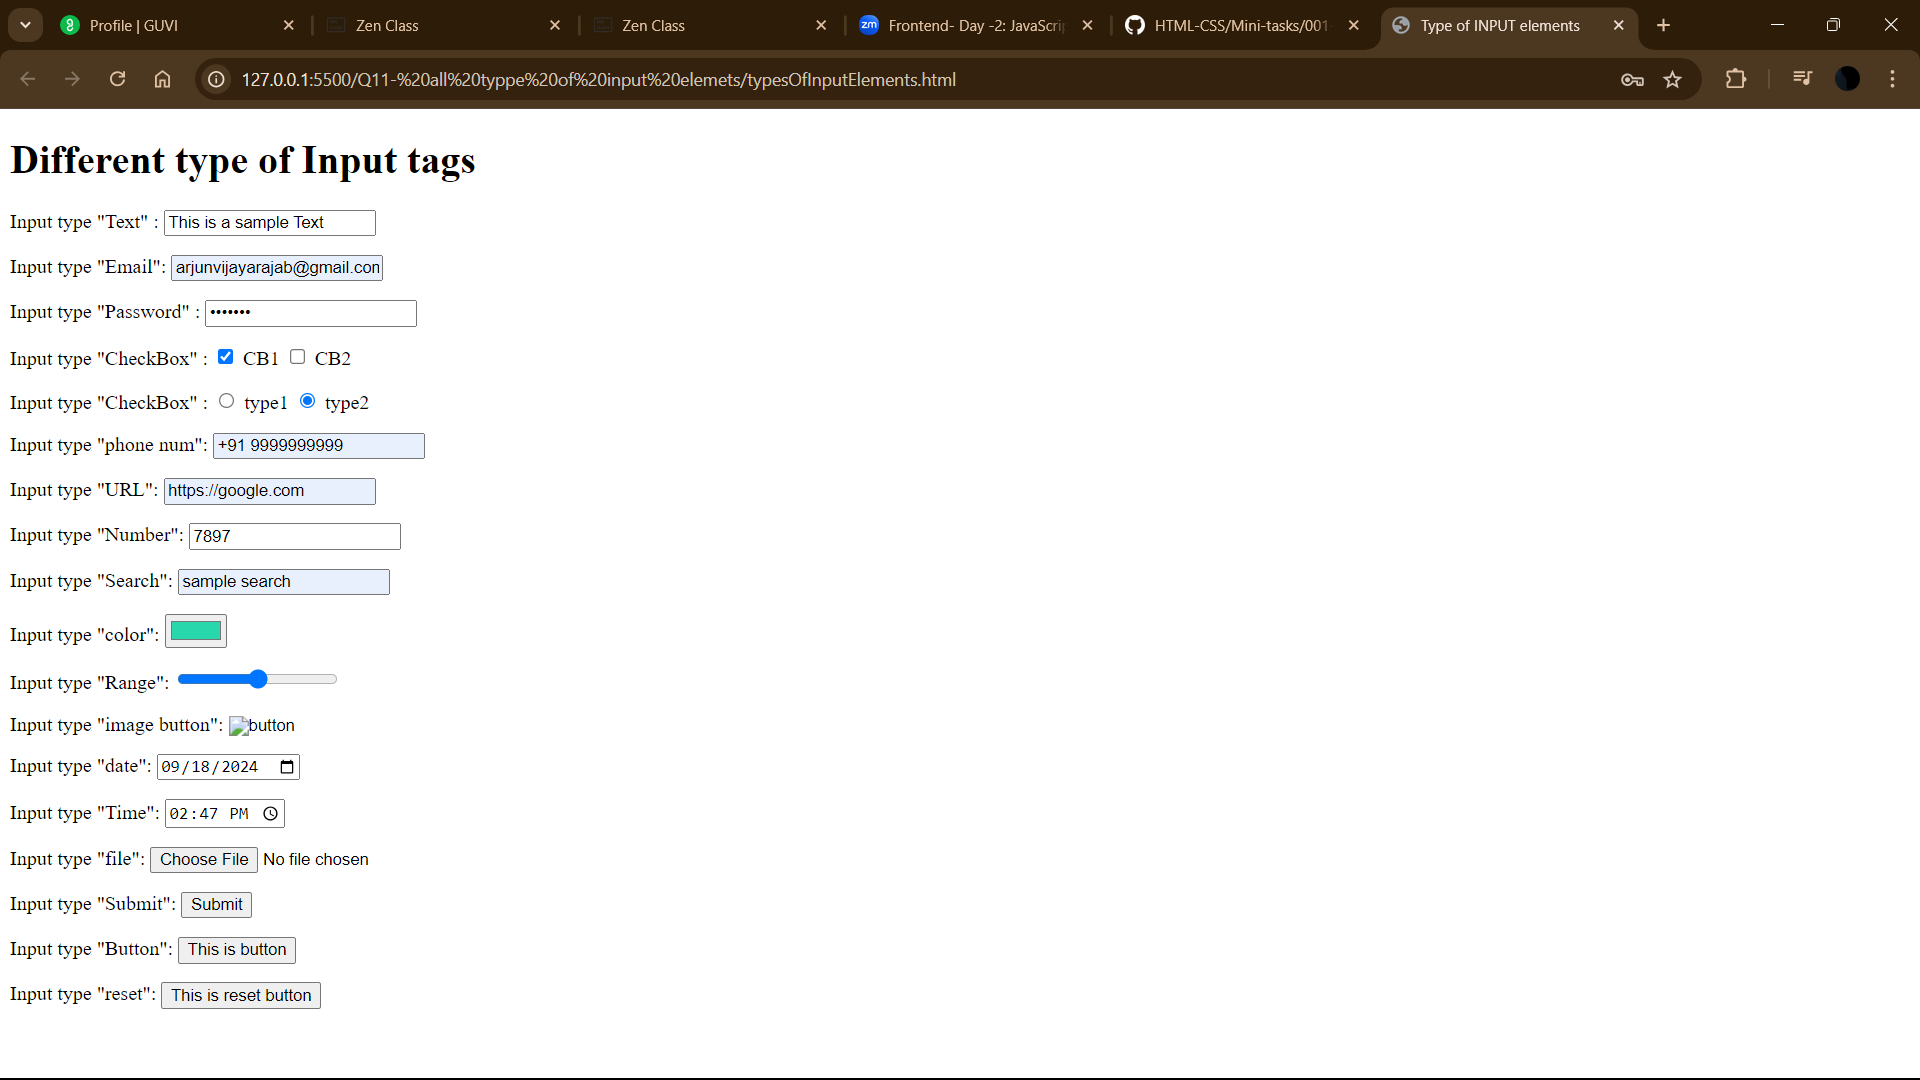 Profile | GUVI
Zen Class
Zen Class
zm Frontend- Day -2: JavaScrip
HTML-CSS/Mini-tasks/001-
Type of INPUT elements
127.0.0.1:5500/Q11-%20all%20typpe%20of%20input%20elemets/typesOfInputElements.html
Different type of Input tags
Input type "Text" : This is a sample Text
Input type "Email": arjunvijayarajab@gmail.com
Input type "Password" : •••••••
Input type "CheckBox" : CB1 CB2
Input type "CheckBox" : type1 type2
Input type "phone num": +91 9999999999
Input type "URL": https://google.com
Input type "Number": 7897
Input type "Search": sample search
Input type "color":
Input type "Range":
Input type "image button": button
Input type "date": 09/18/2024
Input type "Time": 02:47 PM
Input type "file": Choose File No file chosen
Input type "Submit": Submit
Input type "Button": This is button
Input type "reset": This is reset button